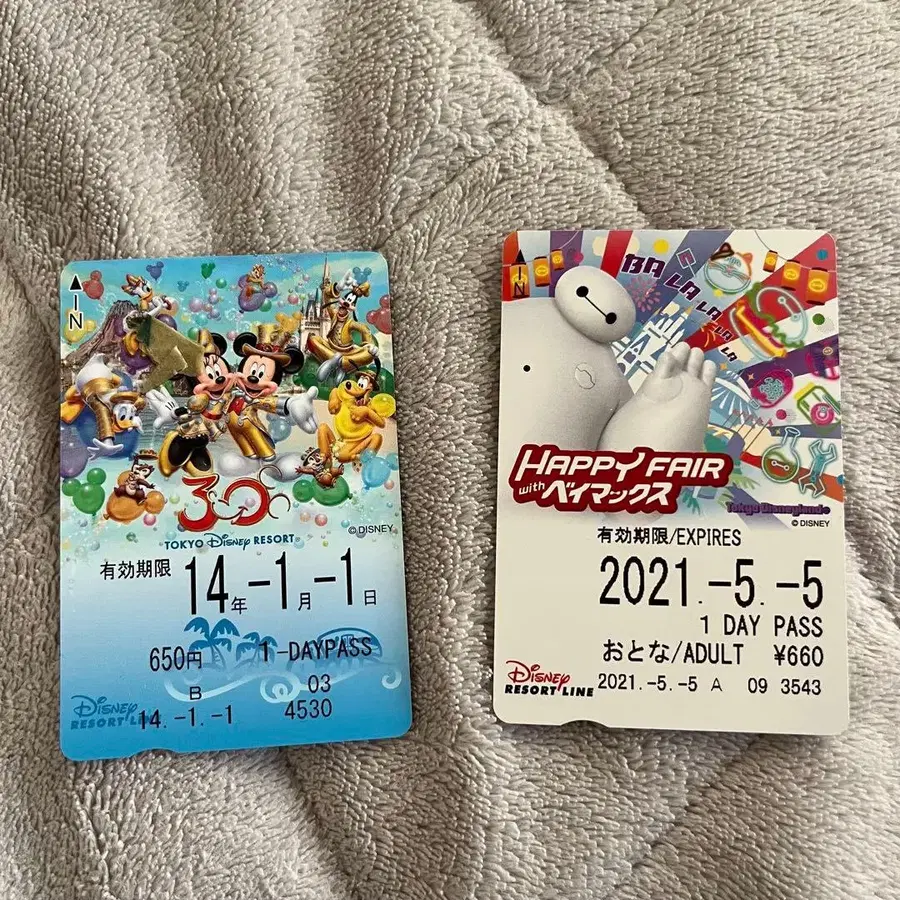 IN
30
© DISNEY
TOKYO Disney RESORT®
有効期限 14年-1月-1日
650円 1-DAYPASS
B 03
Disney
RESORT LINE
14.-1.-1 4530
IN
BA LA LA LA LA LA
HAPPY FAIR
with ベイマックス
Tokyo Disneyland®
© DISNEY
有効期限/EXPIRES
2021.-5.-5
1 DAY PASS
おとな/ADULT ¥660
Disney
RESORT LINE
2021.-5.-5 A 09 3543